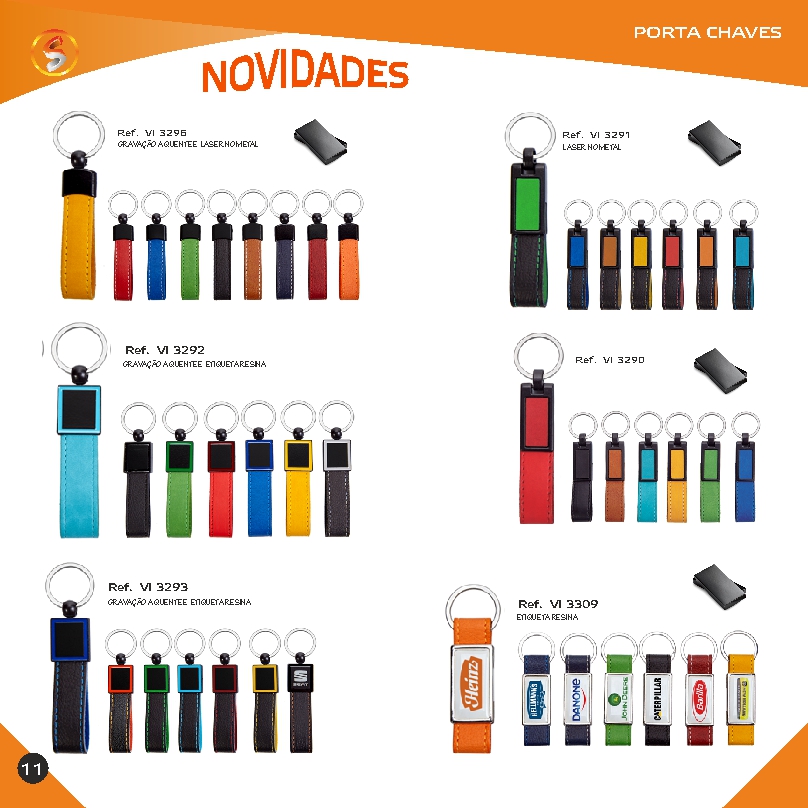 PORTA CHAVES
NOVIDADES
Ref. VI 3296
GRAVAÇÃO A QUENTE E LASER NO METAL
Ref. VI 3291
LASER NO METAL
Ref. VI 3292
GRAVAÇÃO A QUENTE E ETIQUETA RESINA
Ref. VI 3290
Ref. VI 3293
GRAVAÇÃO A QUENTE E ETIQUETA RESINA
Ref. VI 3309
ETIQUETA RESINA
Heinz
HELLMANN'S
DANONE
JOHN DEERE
CATERPILLAR
Barilla
SEAT
11